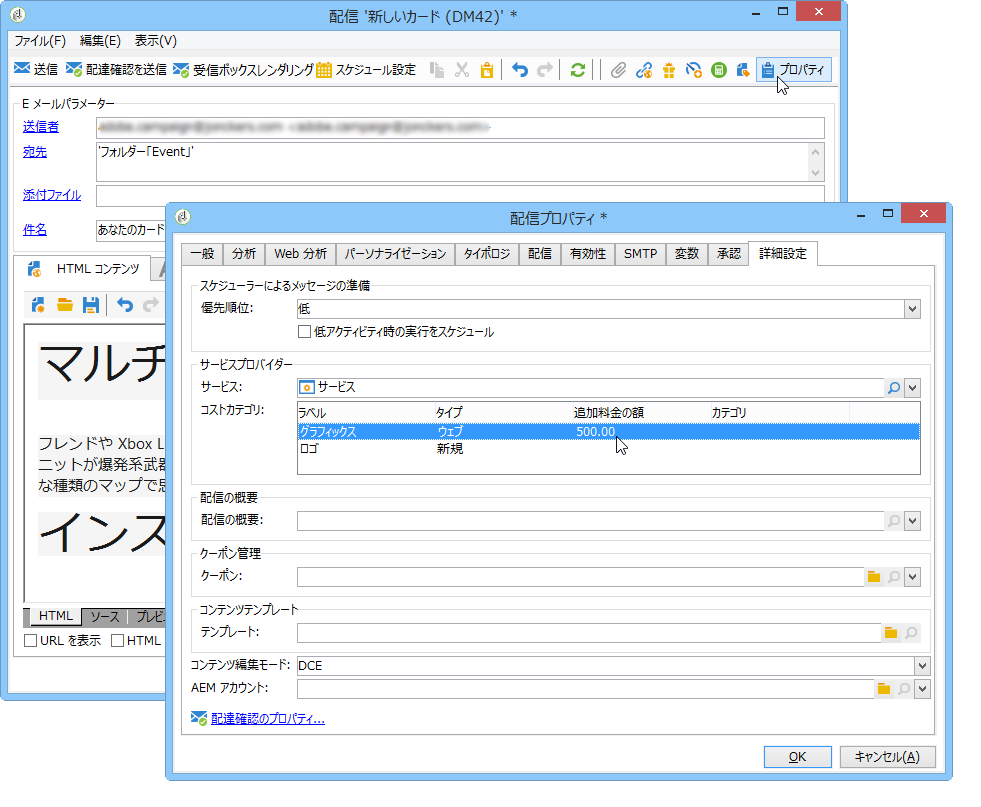 配信 '新しいカード (DM42)' *
ファイル(F) 編集(E) 表示(V)
送信 配達確認を送信 受信ボックスレンダリング スケジュール設定 プロパティ
E メールパラメーター
送信者
宛先 'フォルダー「Event」'
添付ファイル
件名 あなたのカード
HTML コンテンツ
マルチ
フレンドや Xbox L
ニットが爆発系武器
な種類のマップで思
インス
HTML ソース プレビ
URL を表示 HTML
配信プロパティ *
一般 分析 Web 分析 パーソナライゼーション タイポロジ 配信 有効性 SMTP 変数 承認 詳細設定
スケジューラーによるメッセージの準備
優先順位: 低
低アクティビティ時の実行をスケジュール
サービスプロバイダー
サービス: サービス
コストカテゴリ: ラベル タイプ 追加料金の額 カテゴリ
グラフィックス ウェブ 500.00
ロゴ 新規
配信の概要
配信の概要:
クーポン管理
クーポン:
コンテンツテンプレート
テンプレート:
コンテンツ編集モード: DCE
AEM アカウント:
配達確認のプロパティ...
OK キャンセル(A)